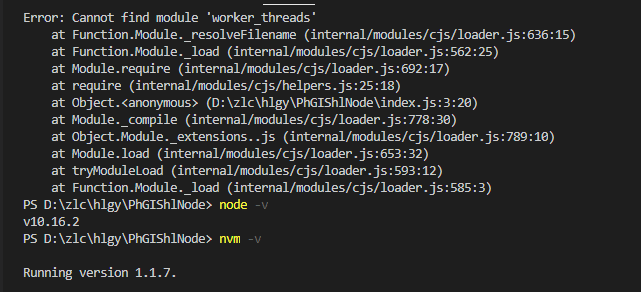 Error: Cannot find module 'worker_threads'
    at Function.Module._resolveFilename (internal/modules/cjs/loader.js:636:15)
    at Function.Module._load (internal/modules/cjs/loader.js:562:25)
    at Module.require (internal/modules/cjs/loader.js:692:17)
    at require (internal/modules/cjs/helpers.js:25:18)
    at Object.<anonymous> (D:\zlc\hlgy\PhGIShlNode\index.js:3:20)
    at Module._compile (internal/modules/cjs/loader.js:778:30)
    at Object.Module._extensions..js (internal/modules/cjs/loader.js:789:10)
    at Module.load (internal/modules/cjs/loader.js:653:32)
    at tryModuleLoad (internal/modules/cjs/loader.js:593:12)
    at Function.Module._load (internal/modules/cjs/loader.js:585:3)
PS D:\zlc\hlgy\PhGIShlNode> node -v
v10.16.2
PS D:\zlc\hlgy\PhGIShlNode> nvm -v
Running version 1.1.7.